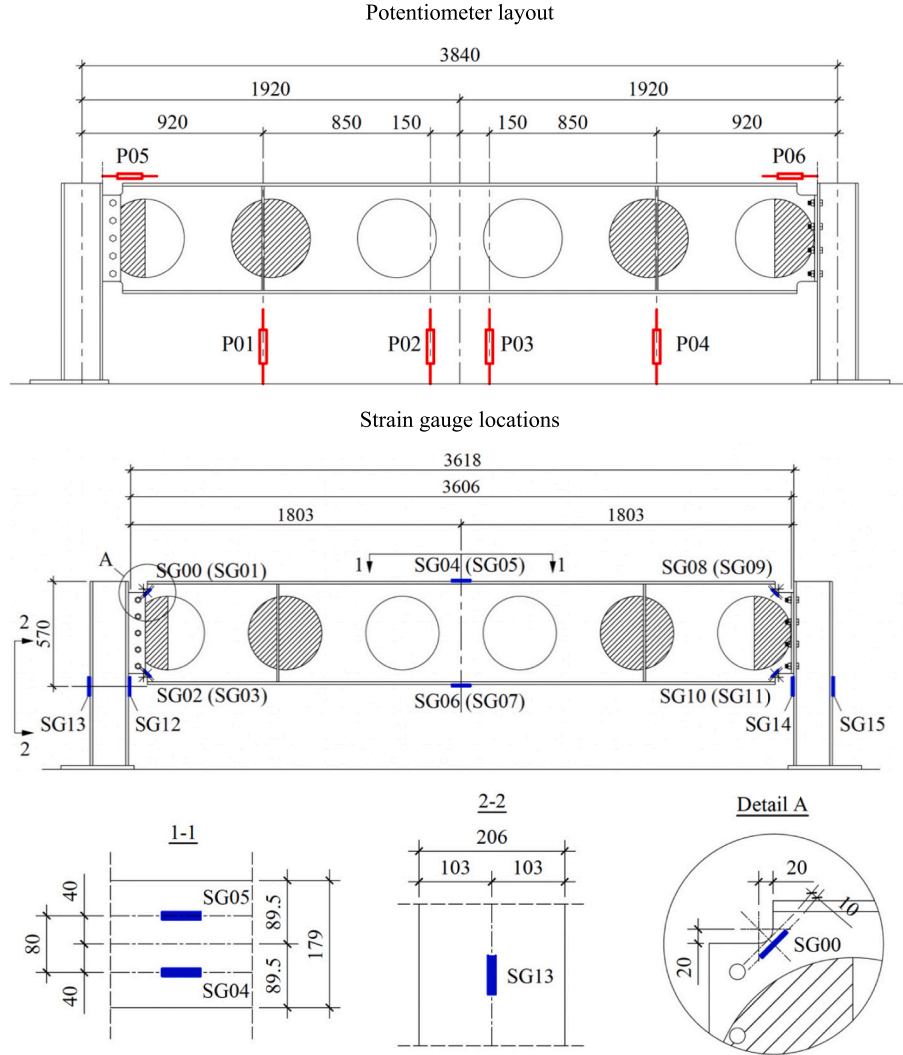 Potentiometer layout
3840
1920 1920
920 850 150 150 850 920
P05 P06
P01 P02 P03 P04
Strain gauge locations
3618
3606
1803 1803
A SG00 (SG01) 1 SG04 (SG05) 1 SG08 (SG09)
2 570
SG02 (SG03) SG06 (SG07) SG10 (SG11)
SG13 SG12 SG14 SG15
2
1-1 2-2 Detail A
206
103 103
20
10
40 SG05 89.5
80 179
SG04 89.5
40
SG13
SG00
20